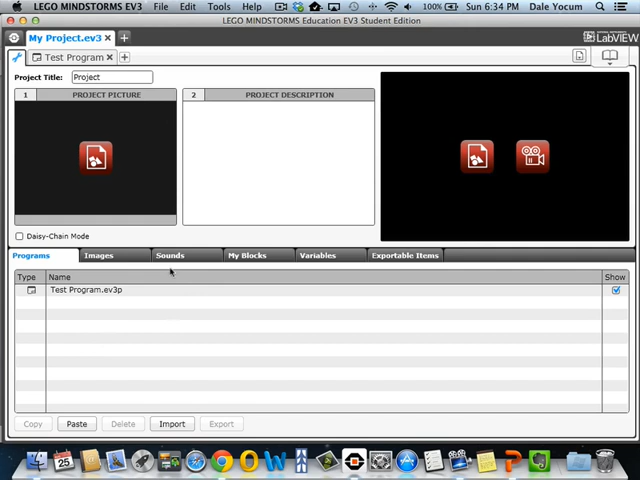 LEGO MINDSTORMS EV3 File Edit Tools Help 100% Sun 6:34 PM Dale Yocum
LEGO MINDSTORMS Education EV3 Student Edition
My Project.ev3 × + LabVIEW
Test Program × +
Project Title: Project
1 PROJECT PICTURE 2 PROJECT DESCRIPTION
Daisy-Chain Mode
Programs Images Sounds My Blocks Variables Exportable Items
Type Name Show
Test Program.ev3p
Copy Paste Delete Import Export
25